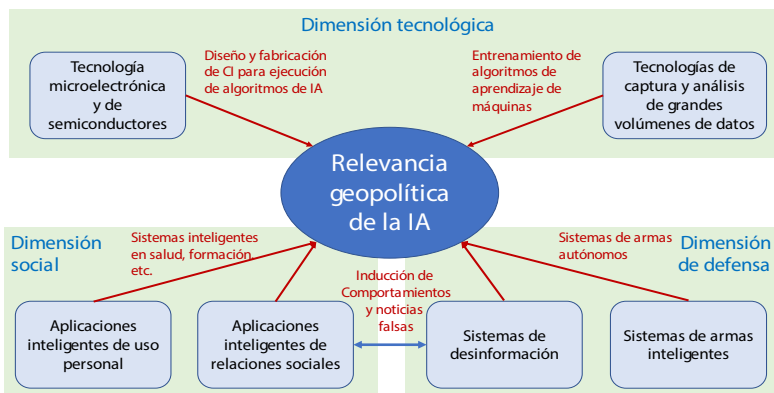 Dimensión tecnológica
Tecnología
microelectrónica
y de
semiconductores
Diseño y fabricación
de CI para ejecución
de algoritmos de IA
Entrenamiento de
algoritmos de
aprendizaje de
máquinas
Tecnologías de
captura y análisis
de grandes
volúmenes de datos
Relevancia
geopolítica
de la IA
Dimensión
social
Sistemas inteligentes
en salud, formación,
etc.
Sistemas de armas
autónomos
Dimensión
de defensa
Inducción de
Comportamientos
y noticias
falsas
Aplicaciones
inteligentes de uso
personal
Aplicaciones
inteligentes de
relaciones sociales
Sistemas de
desinformación
Sistemas de armas
inteligentes